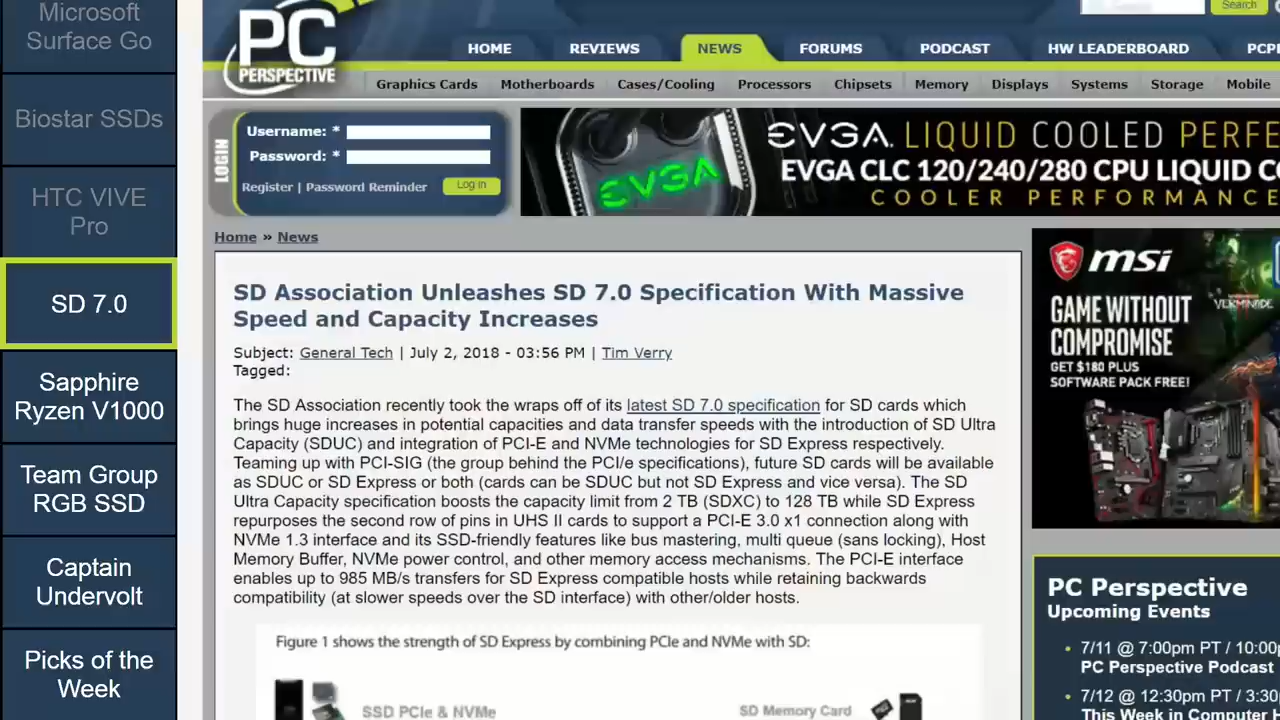 Microsoft
Surface Go
Biostar SSDs
HTC VIVE
Pro
SD 7.0
Sapphire
Ryzen V1000
Team Group
RGB SSD
Captain
Undervolt
Picks of the
Week
PC
PERSPECTIVE
Search
HOME REVIEWS NEWS FORUMS PODCAST HW LEADERBOARD PCP
Graphics Cards Motherboards Cases/Cooling Processors Chipsets Memory Displays Systems Storage Mobile
LOGIN
Username: *
Password: *
Register | Password Reminder Log in
EVGA
EVGA. LIQUID COOLED PERFE
EVGA CLC 120/240/280 CPU LIQUID CO
COOLER PERFORMANCE
Home » News
SD Association Unleashes SD 7.0 Specification With Massive
Speed and Capacity Increases
Subject: General Tech | July 2, 2018 - 03:56 PM | Tim Verry
Tagged:
The SD Association recently took the wraps off of its latest SD 7.0 specification for SD cards which
brings huge increases in potential capacities and data transfer speeds with the introduction of SD Ultra
Capacity (SDUC) and integration of PCI-E and NVMe technologies for SD Express respectively.
Teaming up with PCI-SIG (the group behind the PCI/e specifications), future SD cards will be available
as SDUC or SD Express or both (cards can be SDUC but not SD Express and vice versa). The SD
Ultra Capacity specification boosts the capacity limit from 2 TB (SDXC) to 128 TB while SD Express
repurposes the second row of pins in UHS II cards to support a PCI-E 3.0 x1 connection along with
NVMe 1.3 interface and its SSD-friendly features like bus mastering, multi queue (sans locking), Host
Memory Buffer, NVMe power control, and other memory access mechanisms. The PCI-E interface
enables up to 985 MB/s transfers for SD Express compatible hosts while retaining backwards
compatibility (at slower speeds over the SD interface) with other/older hosts.
Figure 1 shows the strength of SD Express by combining PCIe and NVMe with SD:
SSD PCIe & NVMe
SD Memory Card
msi
GAME WITHOUT
COMPROMISE
GET $180 PLUS
SOFTWARE PACK FREE!
VERMINTIDE
PC Perspective
Upcoming Events
• 7/11 @ 7:00pm PT / 10:00p
PC Perspective Podcast
• 7/12 @ 12:30pm PT / 3:30
This Week in Computer H